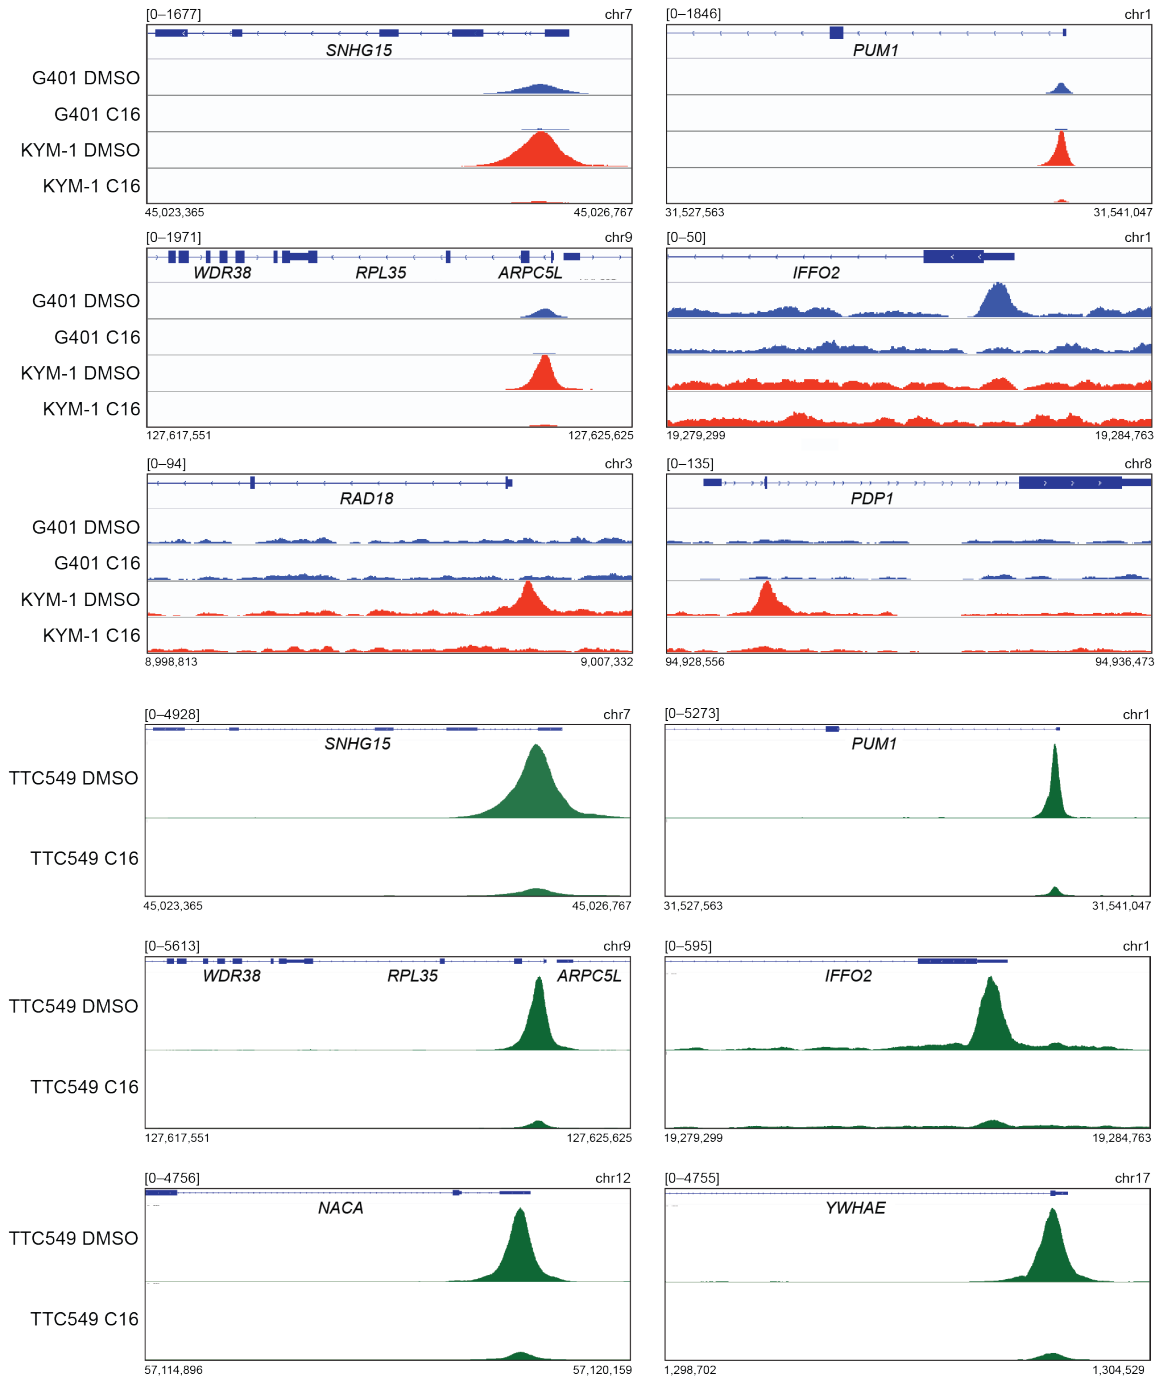 [0–1677] chr7
SNHG15
G401 DMSO
G401 C16
KYM-1 DMSO
KYM-1 C16
45,023,365 45,026,767
[0–1846] chr1
PUM1
31,527,563 31,541,047
[0–1971] chr9
WDR38 RPL35 ARPC5L
G401 DMSO
G401 C16
KYM-1 DMSO
KYM-1 C16
127,617,551 127,625,625
[0–50] chr1
IFFO2
19,279,299 19,284,763
[0–94] chr3
RAD18
G401 DMSO
G401 C16
KYM-1 DMSO
KYM-1 C16
8,998,813 9,007,332
[0–135] chr8
PDP1
94,928,556 94,936,473
[0–4928] chr7
SNHG15
TTC549 DMSO
TTC549 C16
45,023,365 45,026,767
[0–5273] chr1
PUM1
31,527,563 31,541,047
[0–5613] chr9
WDR38 RPL35 ARPC5L
TTC549 DMSO
TTC549 C16
127,617,551 127,625,625
[0–595] chr1
IFFO2
19,279,299 19,284,763
[0–4756] chr12
NACA
TTC549 DMSO
TTC549 C16
57,114,896 57,120,159
[0–4755] chr17
YWHAE
1,298,702 1,304,529